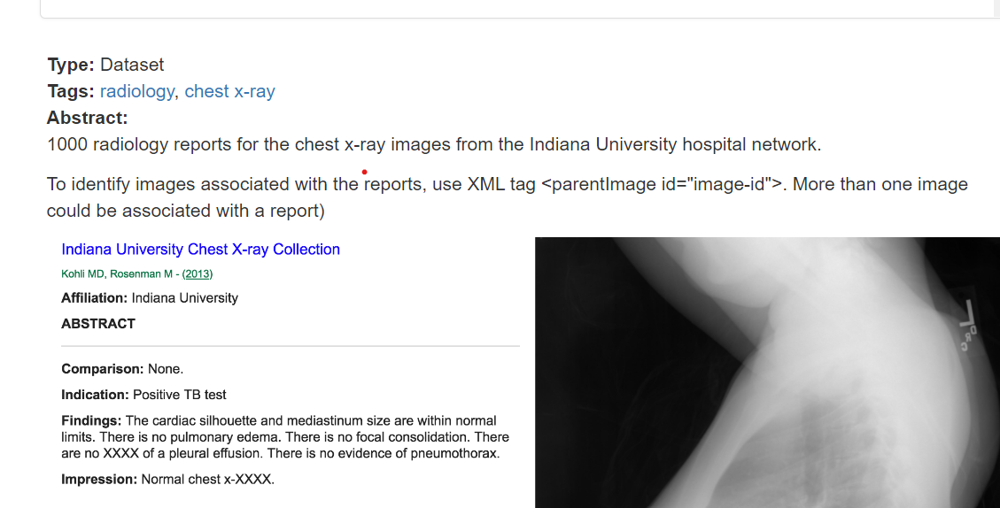 Type: Dataset
Tags: radiology, chest x-ray
Abstract:
1000 radiology reports for the chest x-ray images from the Indiana University hospital network.
To identify images associated with the reports, use XML tag <parentImage id="image-id">. More than one image
could be associated with a report)
Indiana University Chest X-ray Collection
Kohli MD, Rosenman M - (2013)
Affiliation: Indiana University
ABSTRACT
Comparison: None.
Indication: Positive TB test
Findings: The cardiac silhouette and mediastinum size are within normal
limits. There is no pulmonary edema. There is no focal consolidation. There
are no XXXX of a pleural effusion. There is no evidence of pneumothorax.
Impression: Normal chest x-XXXX.
L